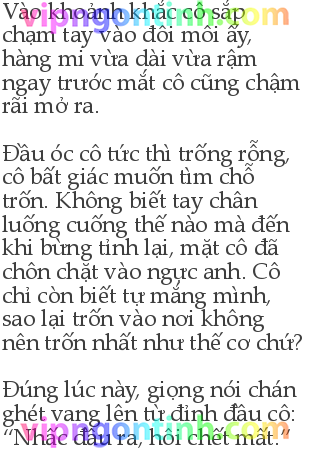 Vào khoảnh khắc cô sắp
vipngontinh.com
chạm tay vào đôi môi ấy,
hàng mi vừa dài vừa rậm
ngay trước mắt cô cũng chậm
rãi mở ra.
Đầu óc cô tức thì trống rỗng,
cô bất giác muốn tìm chỗ
trốn. Không biết tay chân
luống cuống thế nào mà đến
khi bừng tỉnh lại, mặt cô đã
chôn chặt vào ngực anh. Cô
chỉ còn biết tự mắng mình,
sao lại trốn vào nơi không
nên trốn nhất như thế cơ chứ?
Đúng lúc này, giọng nói chán
ghét vang lên từ đỉnh đầu cô:
“Nhấc đầu ra, hôi chết mất.”
vipngontinh.com